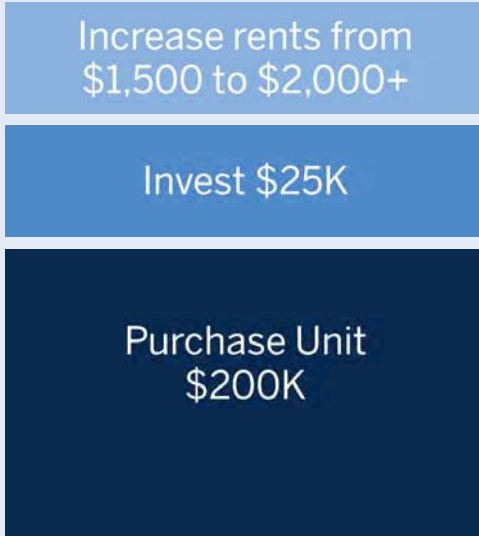 Increase rents from
$1,500 to $2,000+
Invest $25K
Purchase Unit
$200K